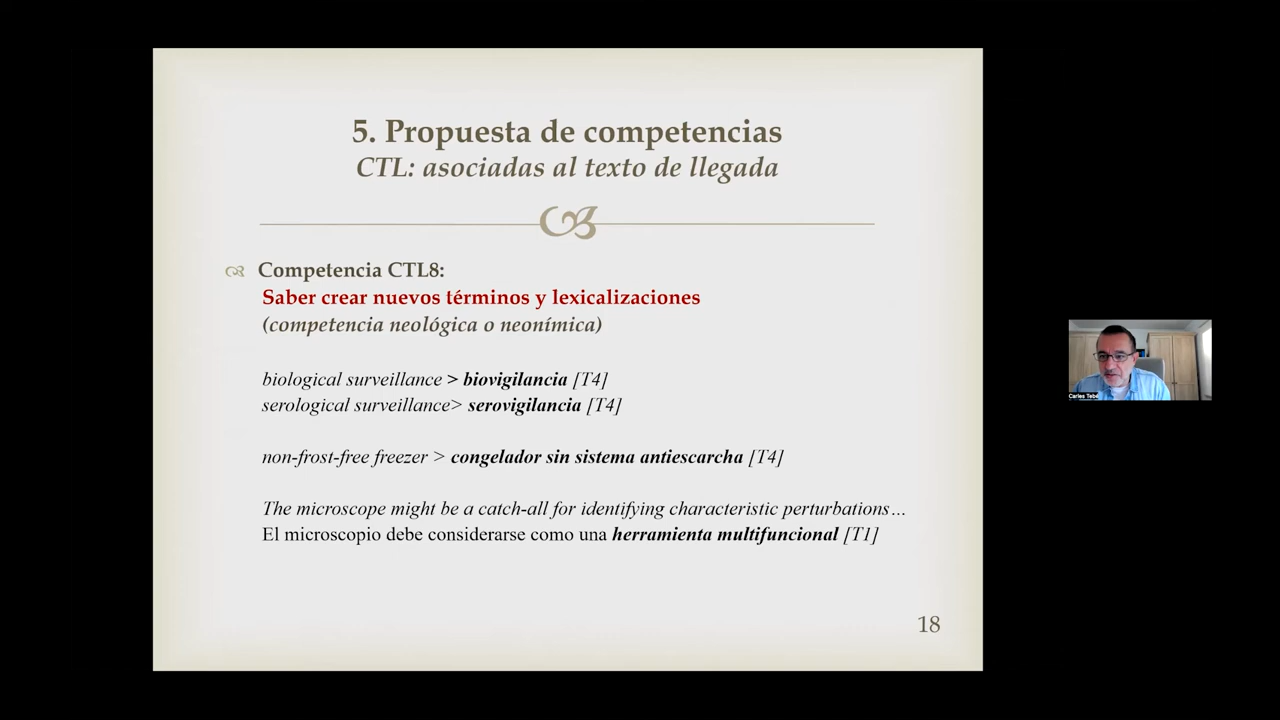 5. Propuesta de competencias
CTL: asociadas al texto de llegada
Competencia CTL8:
Saber crear nuevos términos y lexicalizaciones
(competencia neológica o neonímica)
biological surveillance > biovigilancia [T4]
serological surveillance> serovigilancia [T4]
non-frost-free freezer > congelador sin sistema antiescarcha [T4]
The microscope might be a catch-all for identifying characteristic perturbations…
El microscopio debe considerarse como una herramienta multifuncional [T1]
18
Carles Tebé